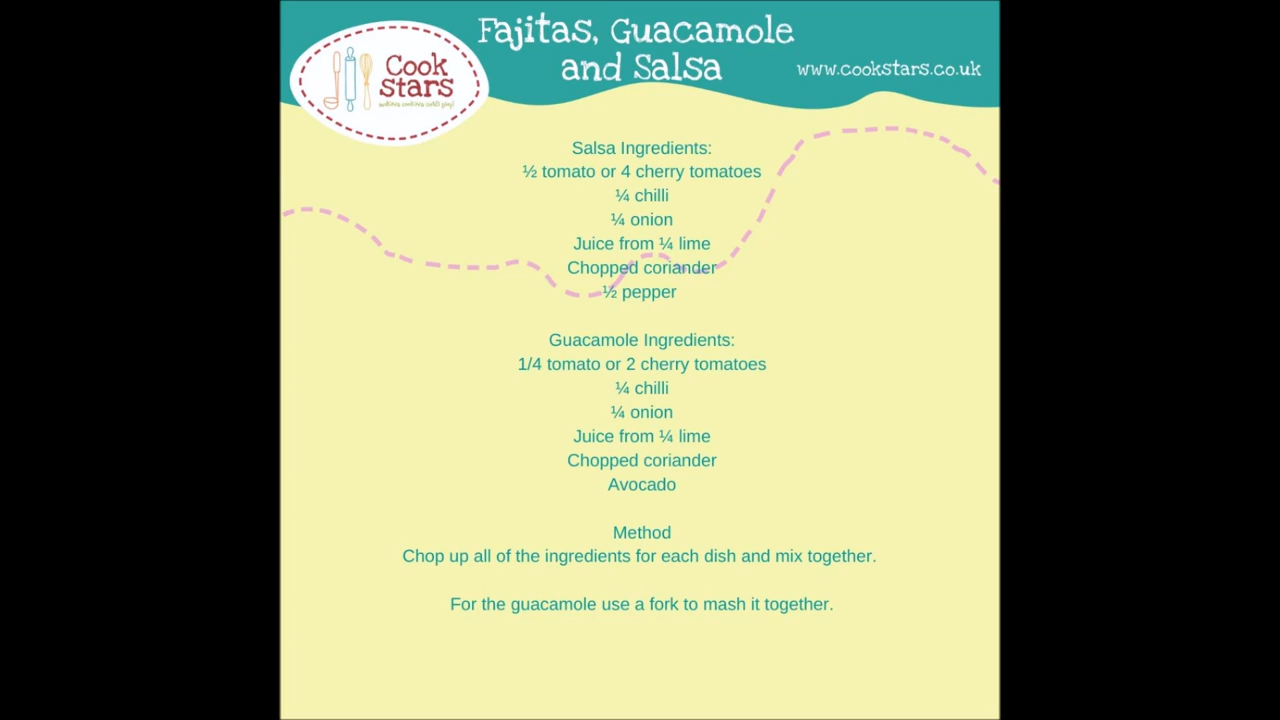 Fajitas, Guacamole
and Salsa
www.cookstars.co.uk
Cook
stars
Salsa Ingredients:
½ tomato or 4 cherry tomatoes
¼ chilli
¼ onion
Juice from ¼ lime
Chopped coriander
½ pepper
Guacamole Ingredients:
1/4 tomato or 2 cherry tomatoes
¼ chilli
¼ onion
Juice from ¼ lime
Chopped coriander
Avocado
Method
Chop up all of the ingredients for each dish and mix together.
For the guacamole use a fork to mash it together.